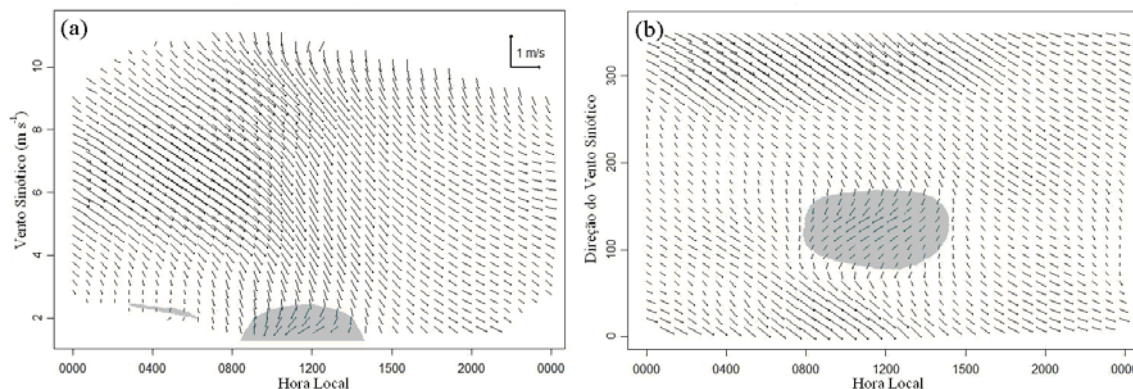 (a)
1 m/s
Vento Sinótico (m s⁻¹)
10
8
6
4
2
0000 0400 0800 1200 1500 2000 0000
Hora Local
(b)
Direção do Vento Sinótico
300
200
100
0
0000 0400 0800 1200 1500 2000 000
Hora Local